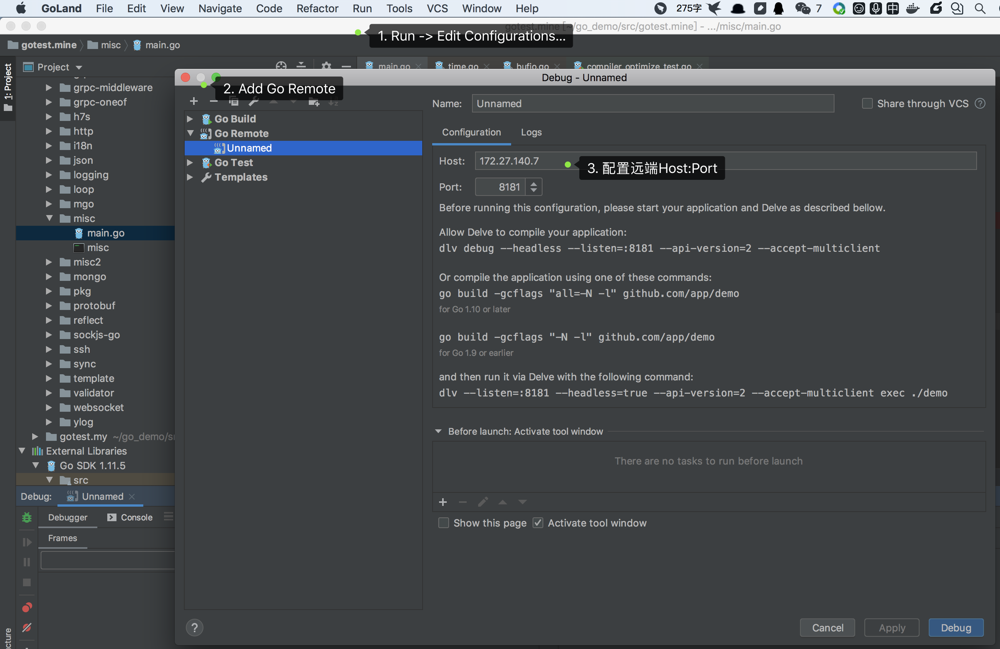 GoLand File Edit View Navigate Code Refactor Run Tools VCS Window Help 275字 7 中
gotest.mine [~/go_demo/src/gotest.mine] - .../misc/main.go
1. Run -> Edit Configurations...
gotest.mine misc main.go
1: Project
Project
main.go time.go bufio.go compiler_optimize_test.go
grpc-middleware
grpc-oneof
h7s
http
i18n
json
logging
loop
mgo
misc
main.go
misc
misc2
mongo
pkg
protobuf
reflect
sockjs-go
ssh
sync
template
validator
websocket
ylog
gotest.my ~/go_demo/s
External Libraries
Go SDK 1.11.5
src
Debug: Unnamed
Debugger Console
Frames
Debug - Unnamed
2. Add Go Remote
Go Build
Go Remote
Unnamed
Go Test
Templates
Name: Unnamed Share through VCS ?
Configuration Logs
Host: 172.27.140.7
3. 配置远端Host:Port
Port: 8181
Before running this configuration, please start your application and Delve as described bellow.
Allow Delve to compile your application:
dlv debug --headless --listen=:8181 --api-version=2 --accept-multiclient
Or compile the application using one of these commands:
go build -gcflags "all=-N -l" github.com/app/demo
for Go 1.10 or later
go build -gcflags "-N -l" github.com/app/demo
for Go 1.9 or earlier
and then run it via Delve with the following command:
dlv --listen=:8181 --headless=true --api-version=2 --accept-multiclient exec ./demo
Before launch: Activate tool window
There are no tasks to run before launch
Show this page Activate tool window
? Cancel Apply Debug